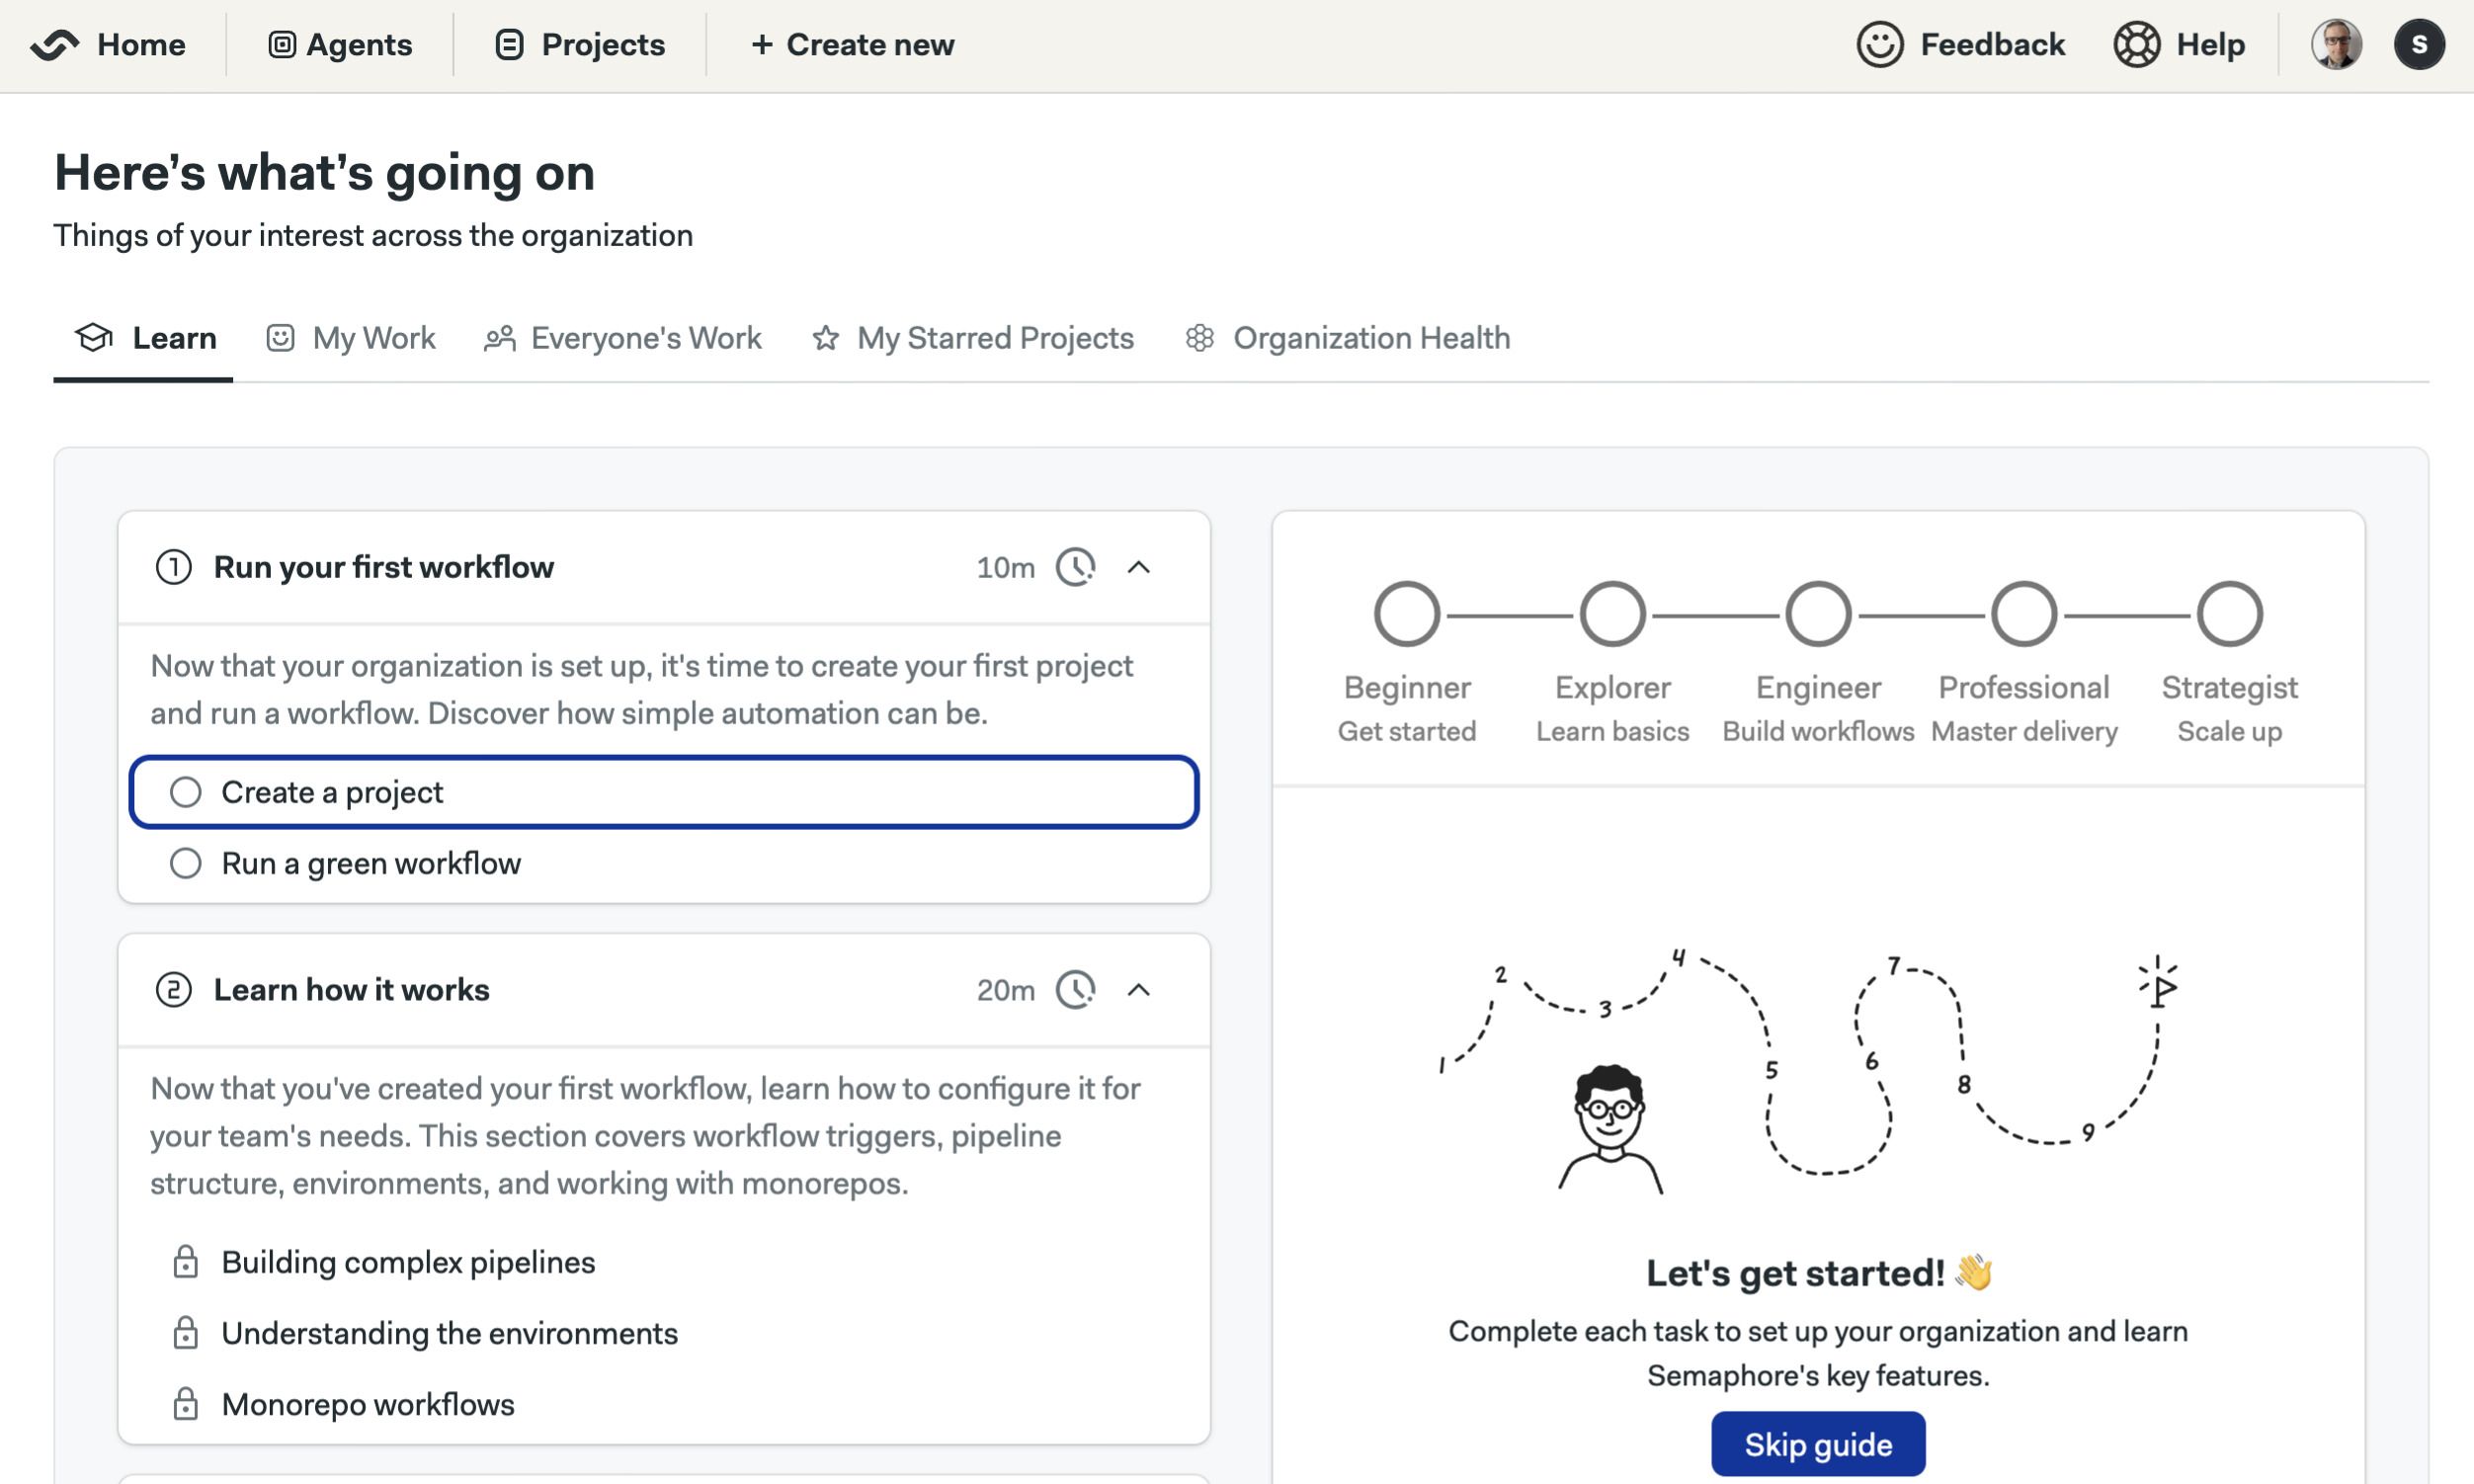 Home
Agents
Projects
+ Create new
Feedback
Help
S
Here's what's going on
Things of your interest across the organization
Learn
My Work
Everyone's Work
My Starred Projects
Organization Health
1 Run your first workflow 10m
Now that your organization is set up, it's time to create your first project
and run a workflow. Discover how simple automation can be.
Create a project
Run a green workflow
2 Learn how it works 20m
Now that you've created your first workflow, learn how to configure it for
your team's needs. This section covers workflow triggers, pipeline
structure, environments, and working with monorepos.
Building complex pipelines
Understanding the environments
Monorepo workflows
Beginner
Get started
Explorer
Learn basics
Engineer
Build workflows
Professional
Master delivery
Strategist
Scale up
1
2
3
4
5
6
7
8
9
Let's get started! 👋
Complete each task to set up your organization and learn
Semaphore's key features.
Skip guide